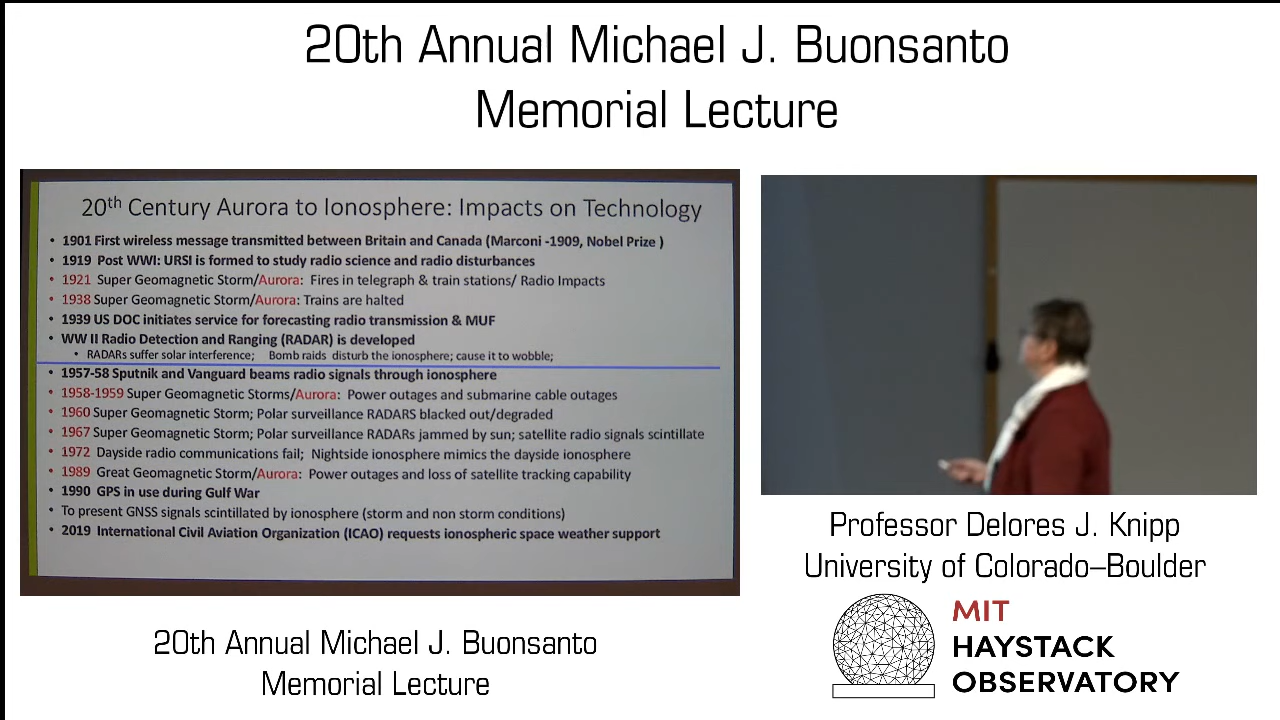 20th Annual Michael J. Buonsanto
Memorial Lecture
20th Century Aurora to Ionosphere: Impacts on Technology
• 1901 First wireless message transmitted between Britain and Canada (Marconi -1909, Nobel Prize )
• 1919 Post WWI: URSI is formed to study radio science and radio disturbances
• 1921 Super Geomagnetic Storm/Aurora: Fires in telegraph & train stations/ Radio Impacts
• 1938 Super Geomagnetic Storm/Aurora: Trains are halted
• 1939 US DOC initiates service for forecasting radio transmission & MUF
• WW II Radio Detection and Ranging (RADAR) is developed
• RADARs suffer solar interference; Bomb raids disturb the ionosphere; cause it to wobble;
• 1957-58 Sputnik and Vanguard beams radio signals through ionosphere
• 1958-1959 Super Geomagnetic Storms/Aurora: Power outages and submarine cable outages
• 1960 Super Geomagnetic Storm; Polar surveillance RADARS blacked out/degraded
• 1967 Super Geomagnetic Storm; Polar surveillance RADARs jammed by sun; satellite radio signals scintillate
• 1972 Dayside radio communications fail; Nightside ionosphere mimics the dayside ionosphere
• 1989 Great Geomagnetic Storm/Aurora: Power outages and loss of satellite tracking capability
• 1990 GPS in use during Gulf War
• To present GNSS signals scintillated by ionosphere (storm and non storm conditions)
• 2019 International Civil Aviation Organization (ICAO) requests ionospheric space weather support
20th Annual Michael J. Buonsanto
Memorial Lecture
Professor Delores J. Knipp
University of Colorado–Boulder
MIT
HAYSTACK
OBSERVATORY